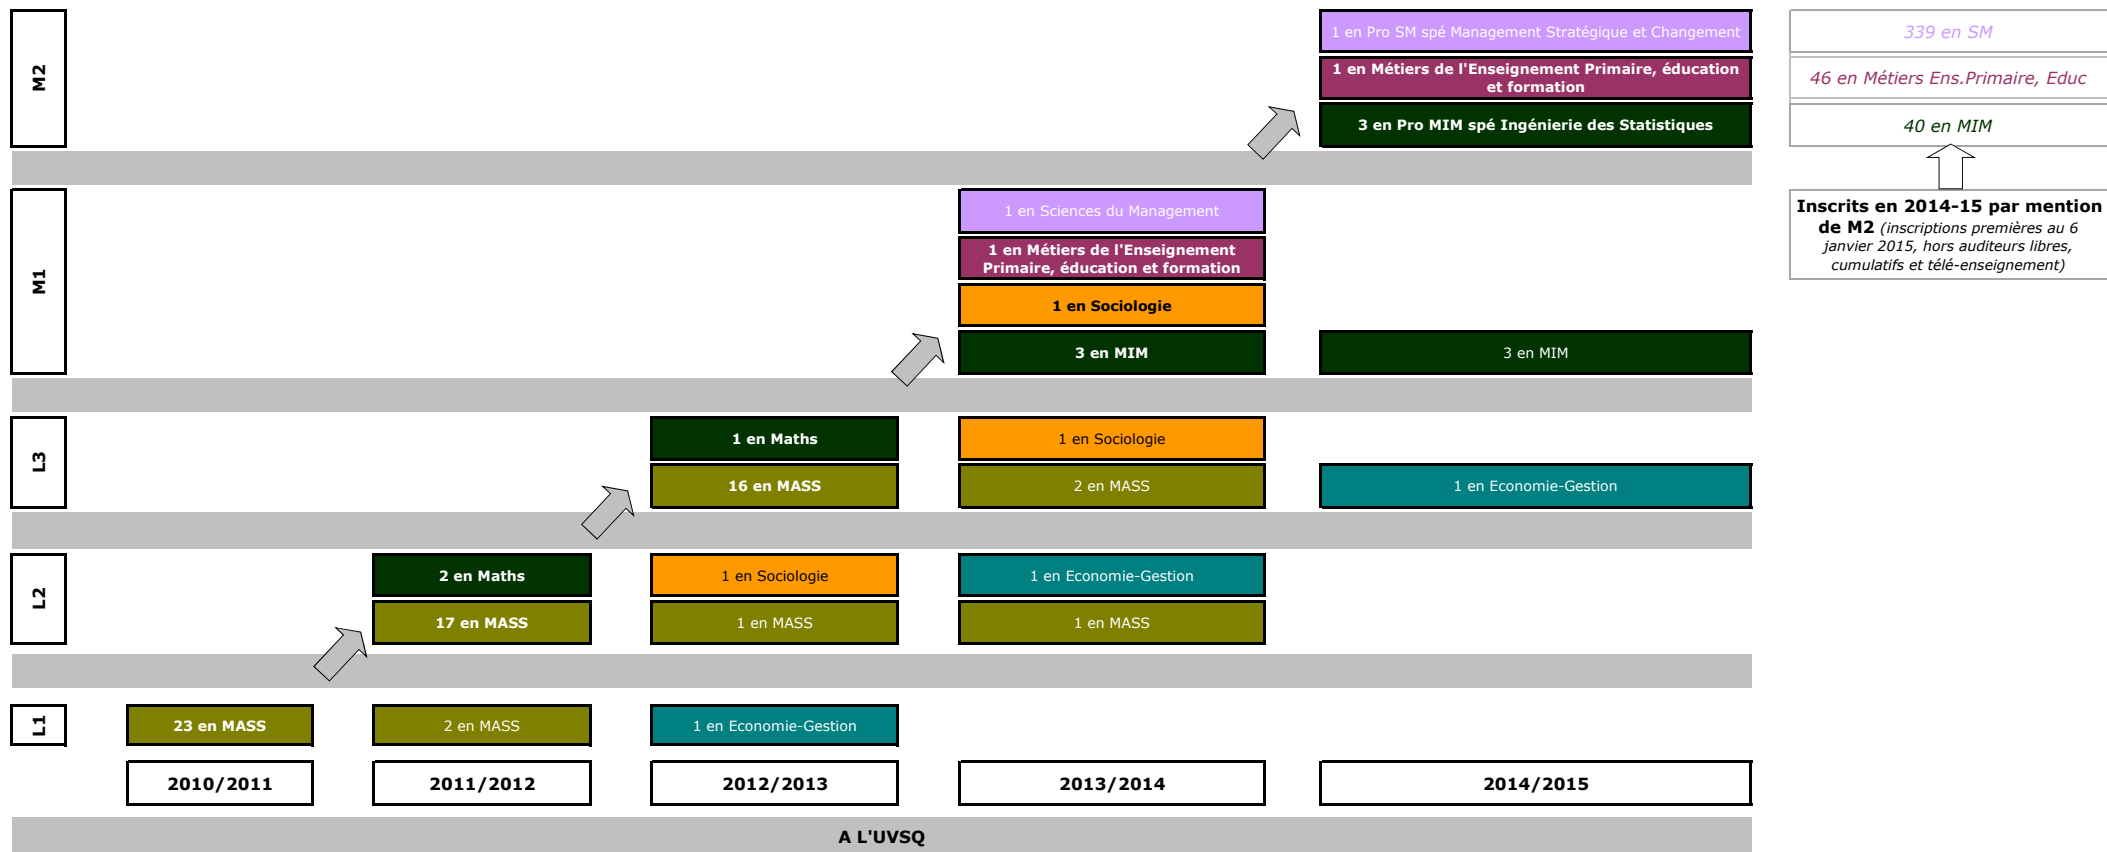 M2
1 en Pro SM spé Management Stratégique et Changement
339 en SM
1 en Métiers de l'Enseignement Primaire, éducation
et formation
46 en Métiers Ens.Primaire, Educ
3 en Pro MIM spé Ingénierie des Statistiques
40 en MIM
M1
1 en Sciences du Management
1 en Métiers de l'Enseignement
Primaire, éducation et formation
1 en Sociologie
3 en MIM
3 en MIM
Inscrits en 2014-15 par mention
de M2 (inscriptions premières au 6
janvier 2015, hors auditeurs libres,
cumulatifs et télé-enseignement)
L3
1 en Maths
1 en Sociologie
16 en MASS
2 en MASS
1 en Economie-Gestion
L2
2 en Maths
1 en Sociologie
1 en Economie-Gestion
17 en MASS
1 en MASS
1 en MASS
L1
23 en MASS
2 en MASS
1 en Economie-Gestion
2010/2011
2011/2012
2012/2013
2013/2014
2014/2015
A L'UVSQ